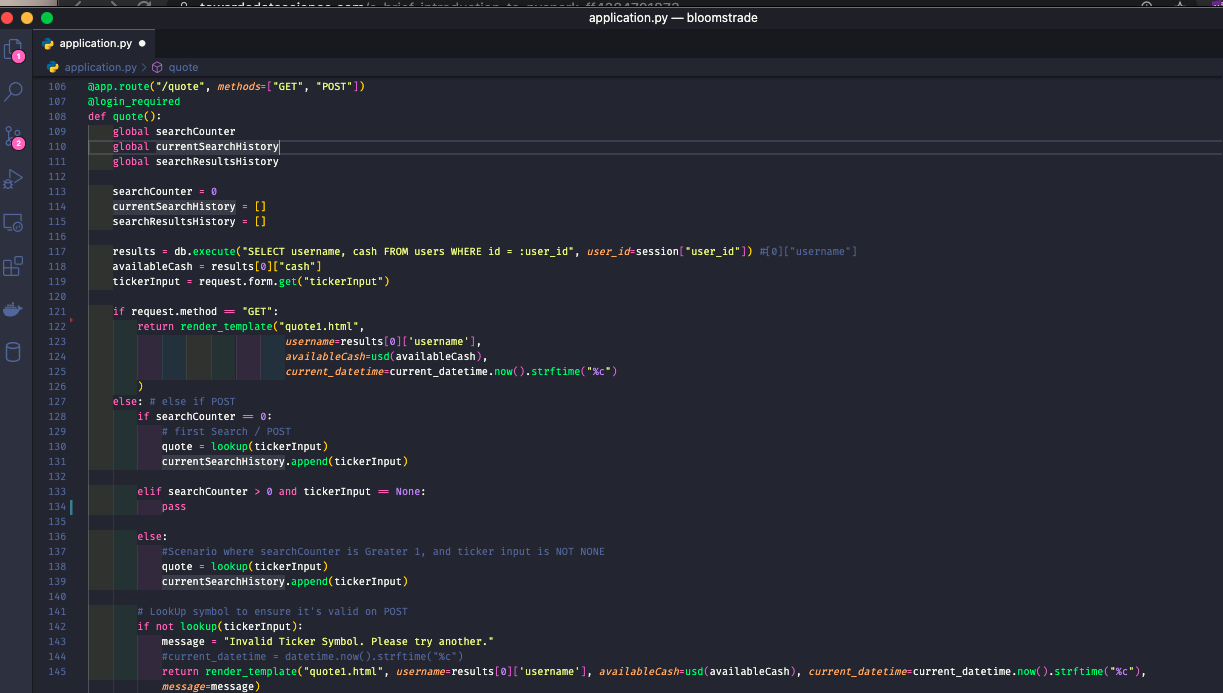 application.py — bloomstrade
application.py
application.py > quote
1
2
106 @app.route("/quote", methods=["GET", "POST"])
107 @login_required
108 def quote():
109 global searchCounter
110 global currentSearchHistory
111 global searchResultsHistory
112
113 searchCounter = 0
114 currentSearchHistory = []
115 searchResultsHistory = []
116
117 results = db.execute("SELECT username, cash FROM users WHERE id = :user_id", user_id=session["user_id"]) #[0]["username"]
118 availableCash = results[0]["cash"]
119 tickerInput = request.form.get("tickerInput")
120
121 if request.method == "GET":
122 return render_template("quote1.html",
123 username=results[0]['username'],
124 availableCash=usd(availableCash),
125 current_datetime=current_datetime.now().strftime("%c")
126 )
127 else: # else if POST
128 if searchCounter == 0:
129 # first Search / POST
130 quote = lookup(tickerInput)
131 currentSearchHistory.append(tickerInput)
132
133 elif searchCounter > 0 and tickerInput == None:
134 pass
135
136 else:
137 #Scenario where searchCounter is Greater 1, and ticker input is NOT NONE
138 quote = lookup(tickerInput)
139 currentSearchHistory.append(tickerInput)
140
141 # LookUp symbol to ensure it's valid on POST
142 if not lookup(tickerInput):
143 message = "Invalid Ticker Symbol. Please try another."
144 #current_datetime = datetime.now().strftime("%c")
145 return render_template("quote1.html", username=results[0]['username'], availableCash=usd(availableCash), current_datetime=current_datetime.now().strftime("%c"),
message=message)